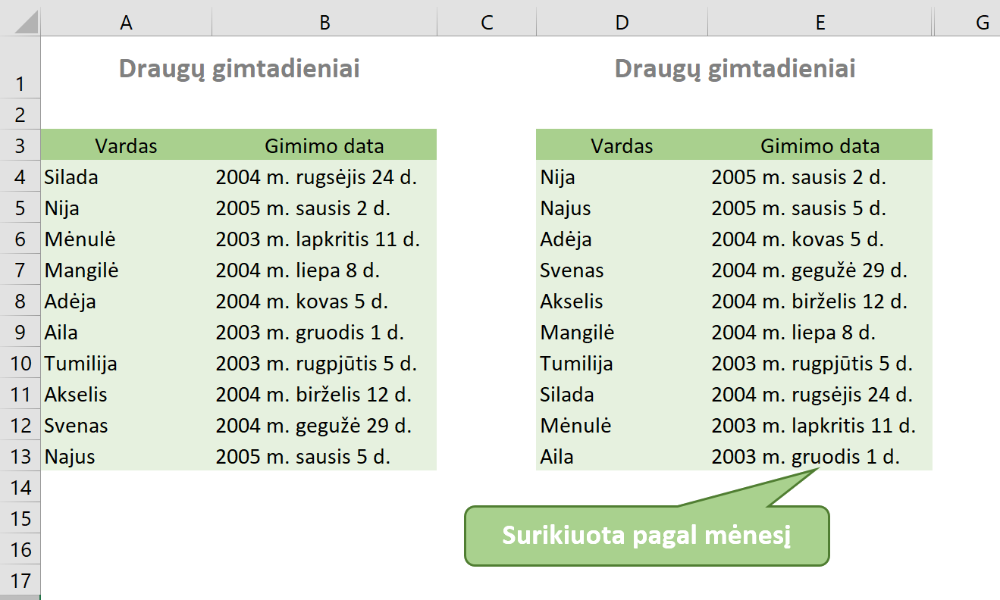 A B C D E G
1 Draugų gimtadieniai Draugų gimtadieniai
2
3 Vardas Gimimo data Vardas Gimimo data
4 Silada 2004 m. rugsėjis 24 d. Nija 2005 m. sausis 2 d.
5 Nija 2005 m. sausis 2 d. Najus 2005 m. sausis 5 d.
6 Mėnulė 2003 m. lapkritis 11 d. Adėja 2004 m. kovas 5 d.
7 Mangilė 2004 m. liepa 8 d. Svenas 2004 m. gegužė 29 d.
8 Adėja 2004 m. kovas 5 d. Akselis 2004 m. birželis 12 d.
9 Aila 2003 m. gruodis 1 d. Mangilė 2004 m. liepa 8 d.
10 Tumilija 2003 m. rugpjūtis 5 d. Tumilija 2003 m. rugpjūtis 5 d.
11 Akselis 2004 m. birželis 12 d. Silada 2004 m. rugsėjis 24 d.
12 Svenas 2004 m. gegužė 29 d. Mėnulė 2003 m. lapkritis 11 d.
13 Najus 2005 m. sausis 5 d. Aila 2003 m. gruodis 1 d.
14
15
Surikiuota pagal mėnesį
16
17